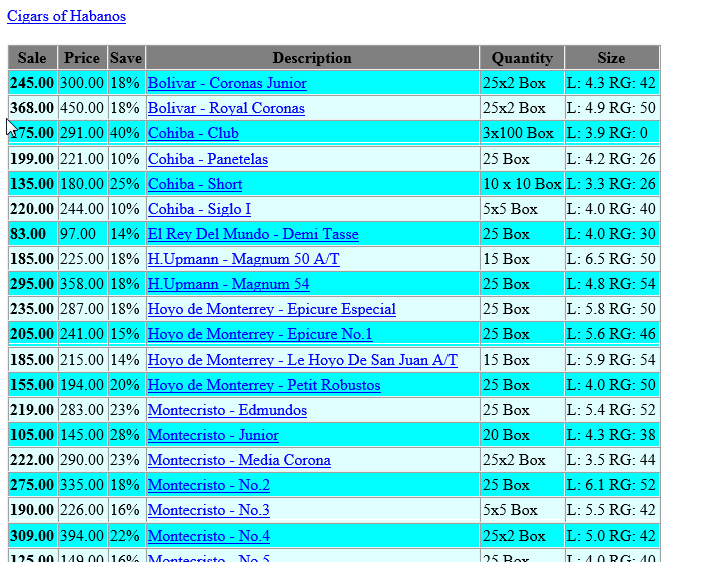 Cigars of Habanos
Sale Price Save Description Quantity Size
245.00 300.00 18% Bolivar - Coronas Junior 25x2 Box L: 4.3 RG: 42
368.00 450.00 18% Bolivar - Royal Coronas 25x2 Box L: 4.9 RG: 50
75.00 291.00 40% Cohiba - Club 3x100 Box L: 3.9 RG: 0
199.00 221.00 10% Cohiba - Panetelas 25 Box L: 4.2 RG: 26
135.00 180.00 25% Cohiba - Short 10 x 10 Box L: 3.3 RG: 26
220.00 244.00 10% Cohiba - Siglo I 5x5 Box L: 4.0 RG: 40
83.00 97.00 14% El Rey Del Mundo - Demi Tasse 25 Box L: 4.0 RG: 30
185.00 225.00 18% H.Upmann - Magnum 50 A/T 15 Box L: 6.5 RG: 50
295.00 358.00 18% H.Upmann - Magnum 54 25 Box L: 4.8 RG: 54
235.00 287.00 18% Hoyo de Monterrey - Epicure Especial 25 Box L: 5.8 RG: 50
205.00 241.00 15% Hoyo de Monterrey - Epicure No.1 25 Box L: 5.6 RG: 46
185.00 215.00 14% Hoyo de Monterrey - Le Hoyo De San Juan A/T 15 Box L: 5.9 RG: 54
155.00 194.00 20% Hoyo de Monterrey - Petit Robustos 25 Box L: 4.0 RG: 50
219.00 283.00 23% Montecristo - Edmundos 25 Box L: 5.4 RG: 52
105.00 145.00 28% Montecristo - Junior 20 Box L: 4.3 RG: 38
222.00 290.00 23% Montecristo - Media Corona 25x2 Box L: 3.5 RG: 44
275.00 335.00 18% Montecristo - No.2 25 Box L: 6.1 RG: 52
190.00 226.00 16% Montecristo - No.3 5x5 Box L: 5.5 RG: 42
309.00 394.00 22% Montecristo - No.4 25x2 Box L: 5.0 RG: 42
125.00 149.00 16% Montecristo - No.5 25 Box L: 4.0 RG: 40